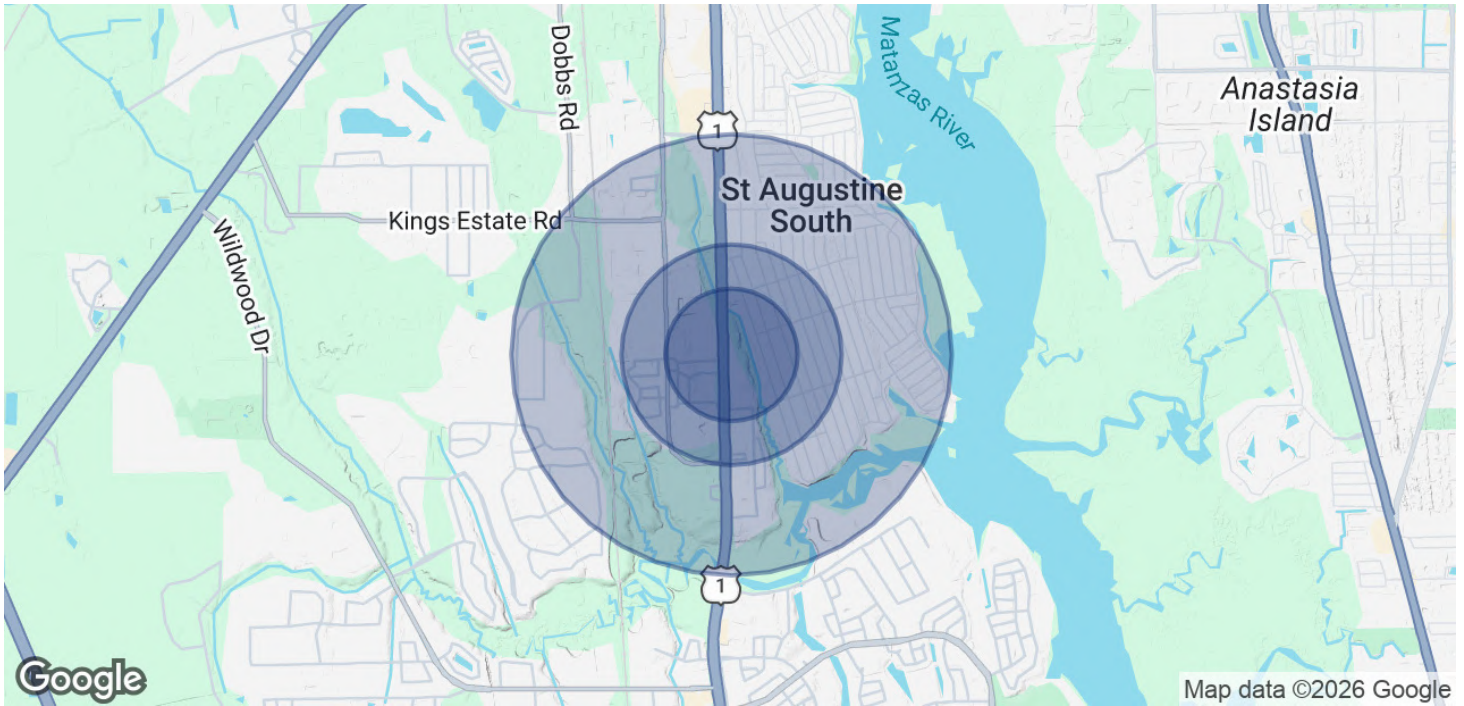 Dobbs Rd
Matanzas River
Anastasia
Island
1
St Augustine
South
Kings Estate Rd
Wildwood Dr
1
Google
Map data ©2026 Google